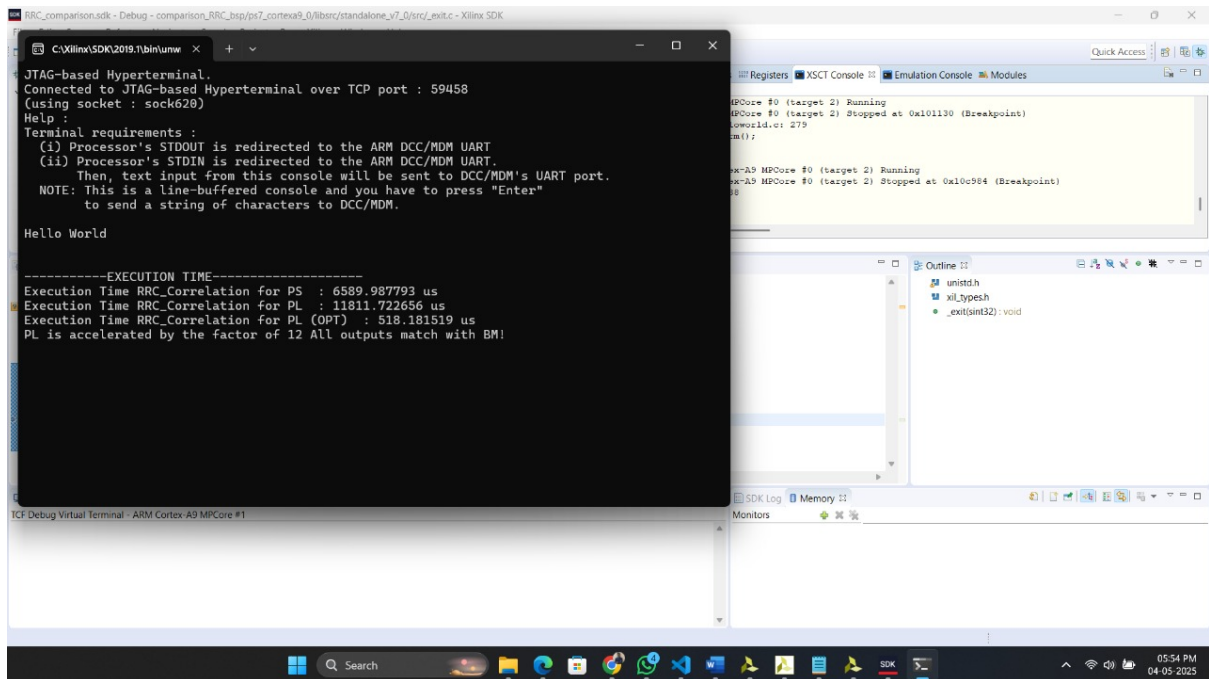 RRC_comparison.sdk - Debug - comparison_RRC_bsp/ps7_cortexa9_0/libsrc/standalone_v7_0/src/_exit.c - Xilinx SDK
C:\Xilinx\SDK\2019.1\bin\unw
JTAG-based Hyperterminal.
Connected to JTAG-based Hyperterminal over TCP port : 59458
(using socket : sock620)
Help :
Terminal requirements :
(i) Processor's STDOUT is redirected to the ARM DCC/MDM UART
(ii) Processor's STDIN is redirected to the ARM DCC/MDM UART.
Then, text input from this console will be sent to DCC/MDM's UART port.
NOTE: This is a line-buffered console and you have to press "Enter"
to send a string of characters to DCC/MDM.
Hello World
-----------EXECUTION TIME--------------------
Execution Time RRC_Correlation for PS  : 6589.987793 us
Execution Time RRC_Correlation for PL  : 11811.722656 us
Execution Time RRC_Correlation for PL (OPT)  : 518.181519 us
PL is accelerated by the factor of 12 All outputs match with BM!
Quick Access
Registers XSCT Console Emulation Console Modules
MPCore #0 (target 2) Running
MPCore #0 (target 2) Stopped at 0x101130 (Breakpoint)
oworld.c: 279
m();
x-A9 MPCore #0 (target 2) Running
x-A9 MPCore #0 (target 2) Stopped at 0x10c984 (Breakpoint)
Outline
unistd.h
xil_types.h
_exit(sint32) : void
SDK Log Memory
Monitors
TCF Debug Virtual Terminal - ARM Cortex-A9 MPCore #1
Search
4
SDK
05:54 PM
04-05-2025